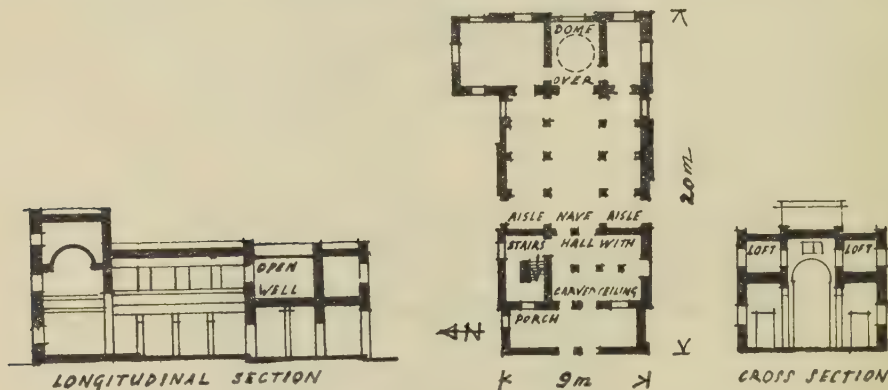 DOME
OVER
AISLE NAVE AISLE
STAIRS HALL WITH
CARVED CEILING
PORCH
N
9m
20m
OPEN
WELL
LONGITUDINAL SECTION
LOFT LOFT
CROSS SECTION